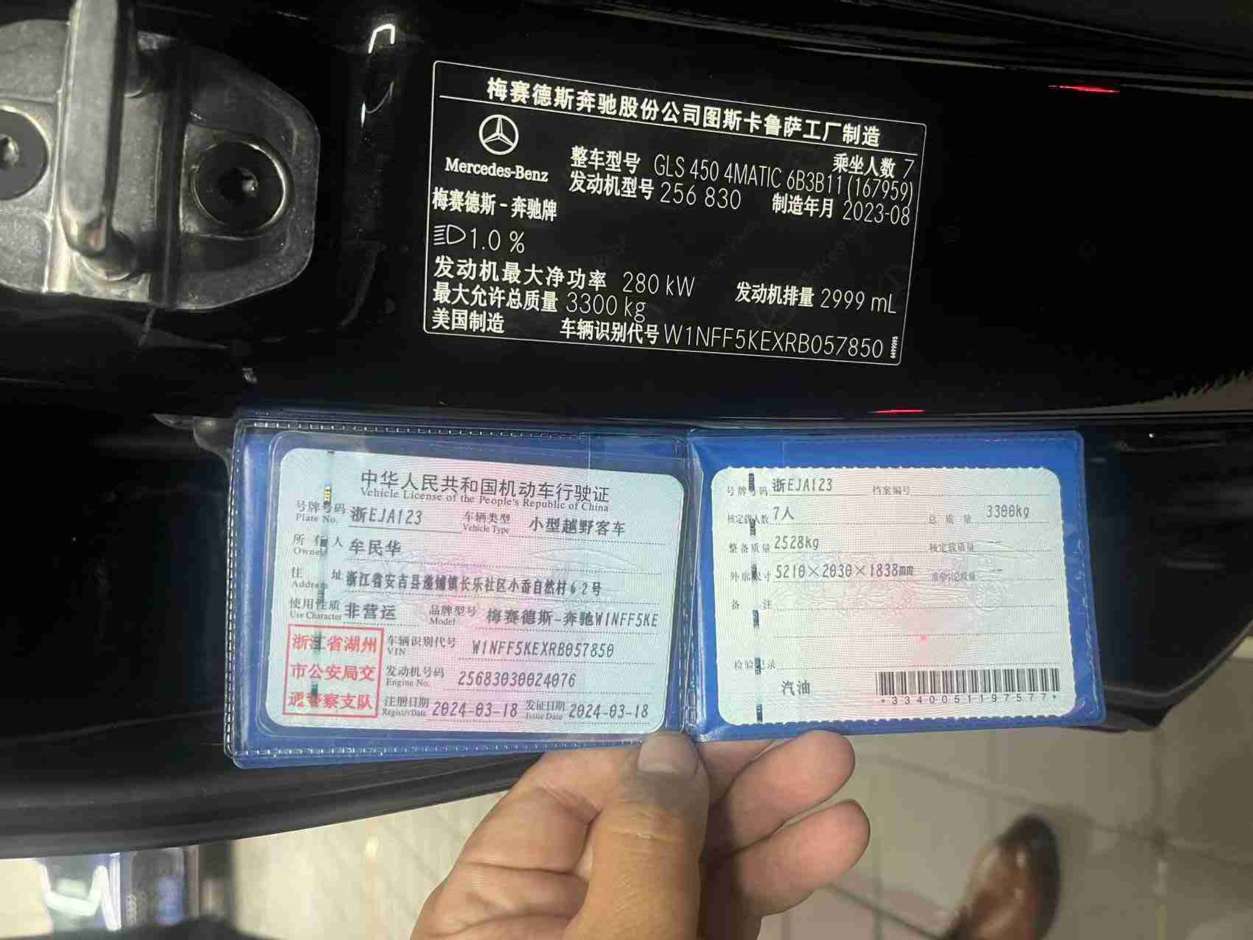 梅赛德斯奔驰股份公司图斯卡鲁萨工厂制造
Mercedes-Benz
乘坐人数 7
整车型号 GLS 450 4MATIC 6B3B11 (167959)
发动机型号 256 830 制造年月 2023-08
梅赛德斯-奔驰牌
1.0 %
发动机最大净功率 280 kW 发动机排量 2999 mL
最大允许总质量 3300 kg
美国制造 车辆识别代号 W1NFF5KEXRB057850
中华人民共和国机动车行驶证
Vehicle License of the People's Republic of China
号牌号码 浙EJA123 车辆类型 小型越野客车
Plate No. Vehicle Type
所有人 牟民华
Owner
住址 浙江省安吉县递铺镇长乐社区小番自然村62号
Address
使用性质 非营运 品牌型号 梅赛德斯-奔驰W1NFF5KE
Use Character Model
浙江省湖州
市公安局交
通警察支队
车辆识别代号 W1NFF5KEXRB057850
VIN
发动机号码 25683030024076
Engine No.
注册日期 2024-03-18 发证日期 2024-03-18
Register Date Issue Date
号牌号码 浙EJA123 档案编号
核定载人数 7人 总质量 3300kg
整备质量 2528kg 核定载质量 --
外廓尺寸 5210×2030×1838mm 准牵引总质量 --
备注
检验记录
汽油
*3340051197577*